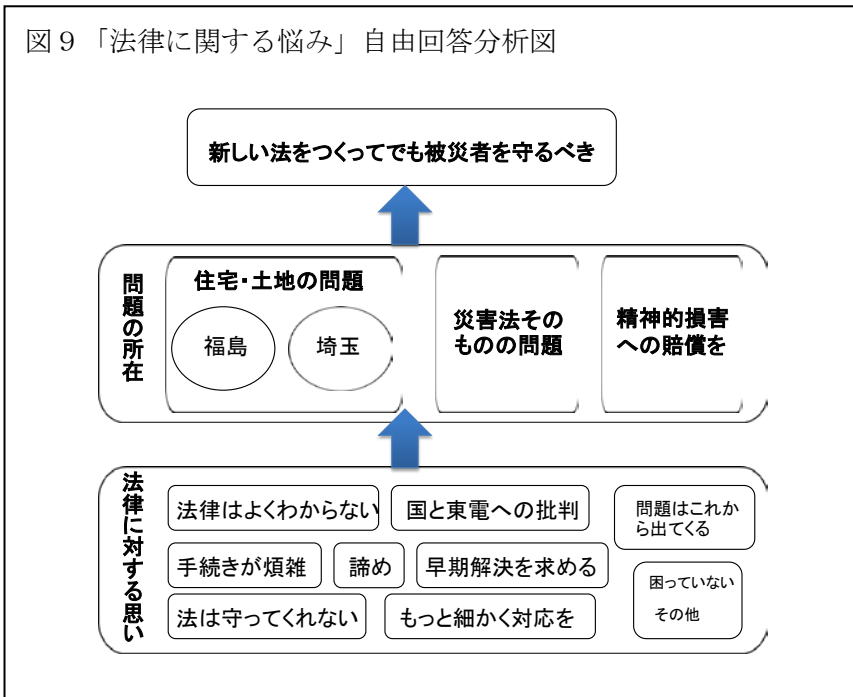 図９「法律に関する悩み」自由回答分析図
新しい法をつくってでも被災者を守るべき
問題の所在
住宅・土地の問題
福島
埼玉
災害法その
ものの問題
精神的損害
への賠償を
法律に対する思い
法律はよくわからない
国と東電への批判
問題はこれか
ら出てくる
手続きが煩雑
諦め
早期解決を求める
困っていない
その他
法は守ってくれない
もっと細かく対応を